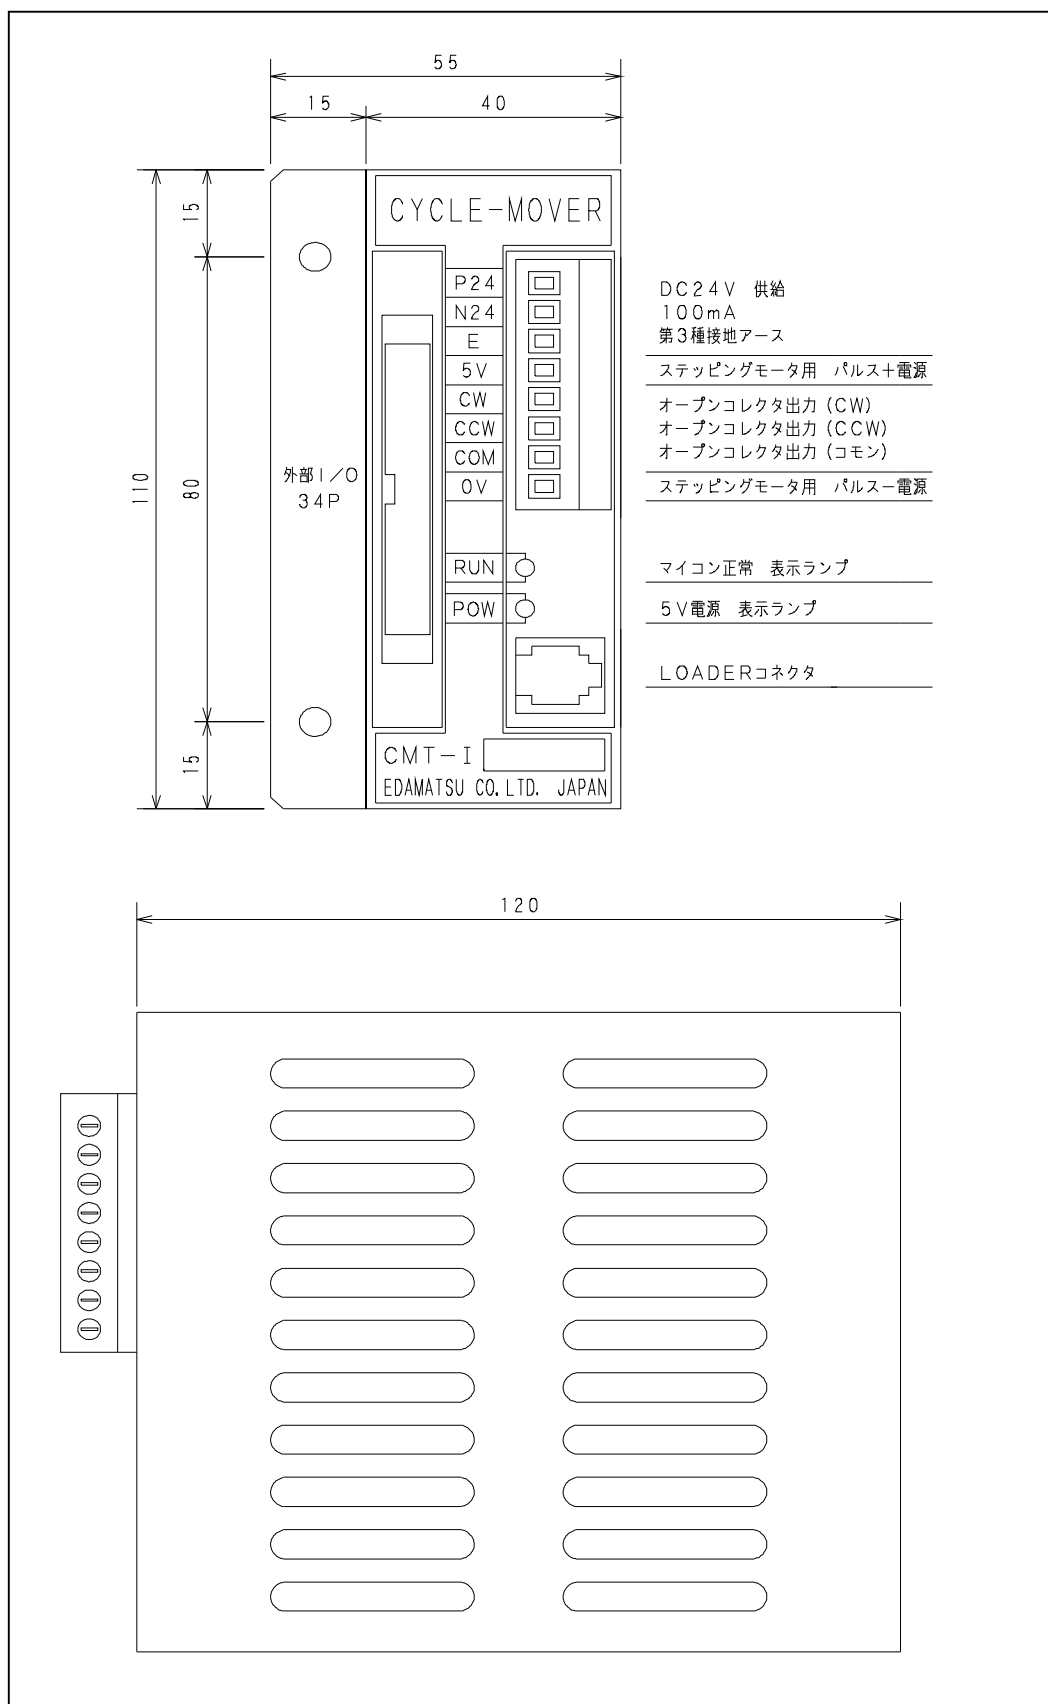 55
15
40
110
15
80
15
CYCLE-MOVER
P24
N24
E
5V
CW
CCW
COM
0V
RUN
POW
外部I/O
34P
CMT-I
EDAMATSU CO.LTD. JAPAN
DC24V 供給
100mA
第3種接地アース
ステッピングモータ用 パルス+電源
オープンコレクタ出力(CW)
オープンコレクタ出力(CCW)
オープンコレクタ出力(コモン)
ステッピングモータ用 パルスー電源
マイコン正常 表示ランプ
5V電源 表示ランプ
LOADERコネクタ
120